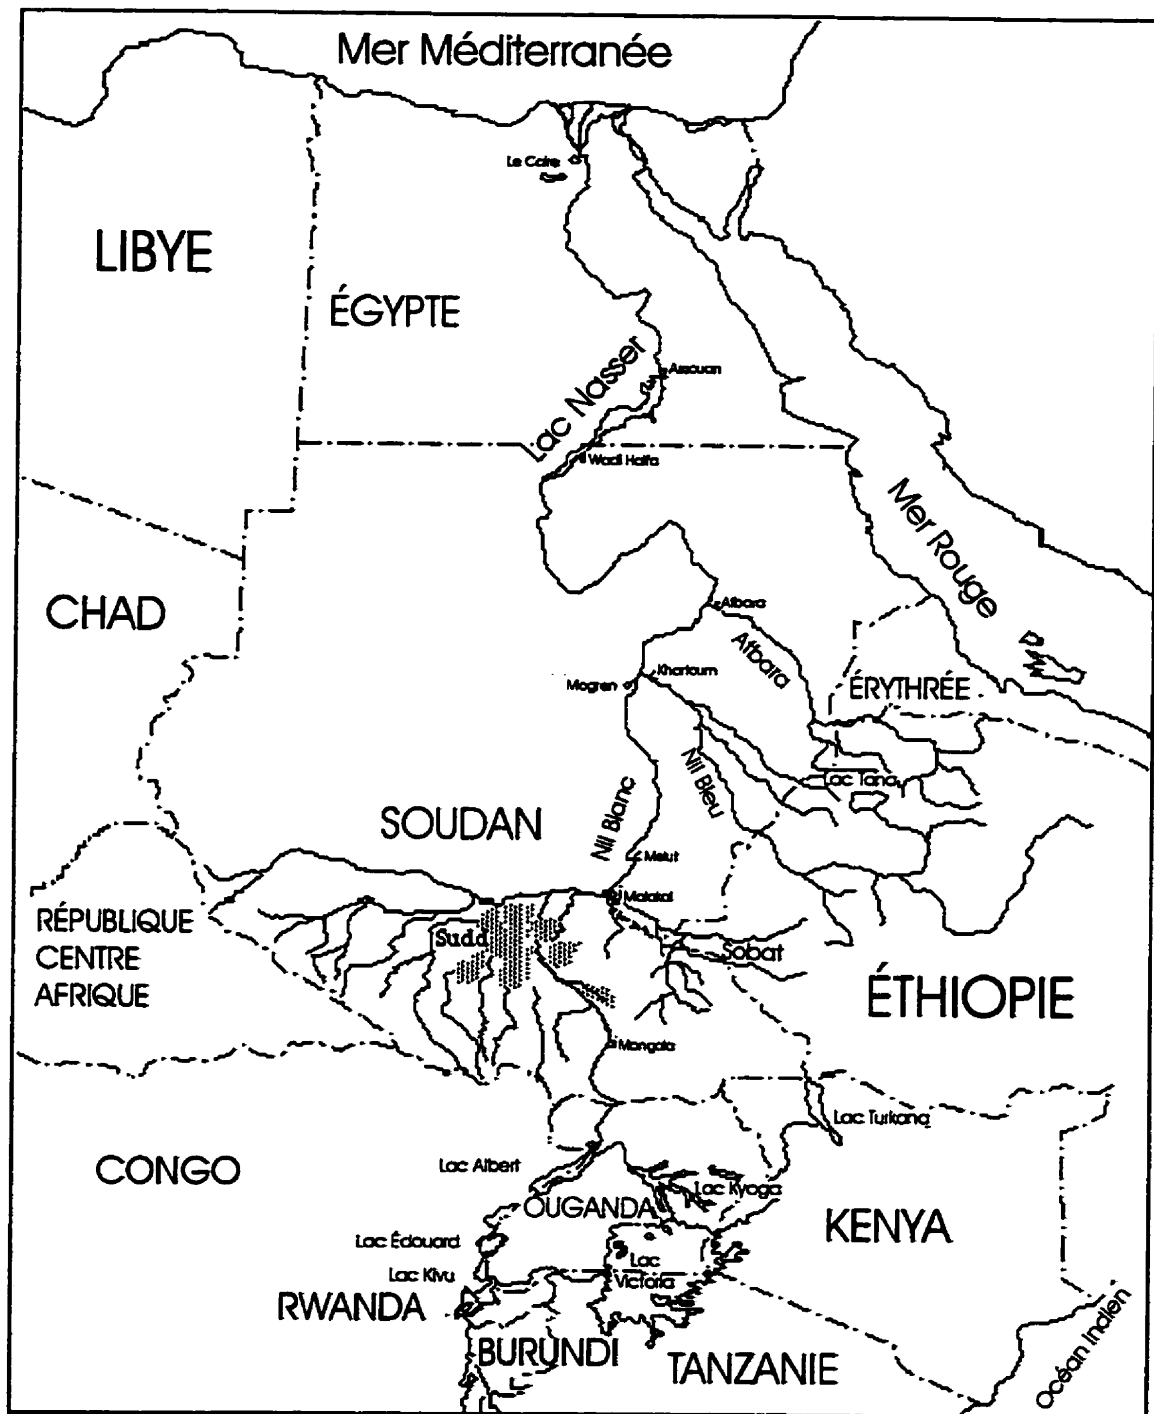 Mer Méditerranée
Le Caire
LIBYE
ÉGYPTE
Lac Nasser
Assouan
Wadi Halfa
Mer Rouge
CHAD
Atbara
Atbara
Khartoum
Mogren
ÉRYTHRÉE
Nil Bleu
Lac Tana
Nil Blanc
SOUDAN
Melut
Malakal
RÉPUBLIQUE
CENTRE
AFRIQUE
Sudd
Sobat
ÉTHIOPIE
Mongala
Lac Turkana
CONGO
Lac Albert
Lac Kyoga
OUGANDA
KENYA
Lac Édouard
Lac Kivu
Lac
Victoria
RWANDA
BURUNDI
TANZANIE
Océan Indien